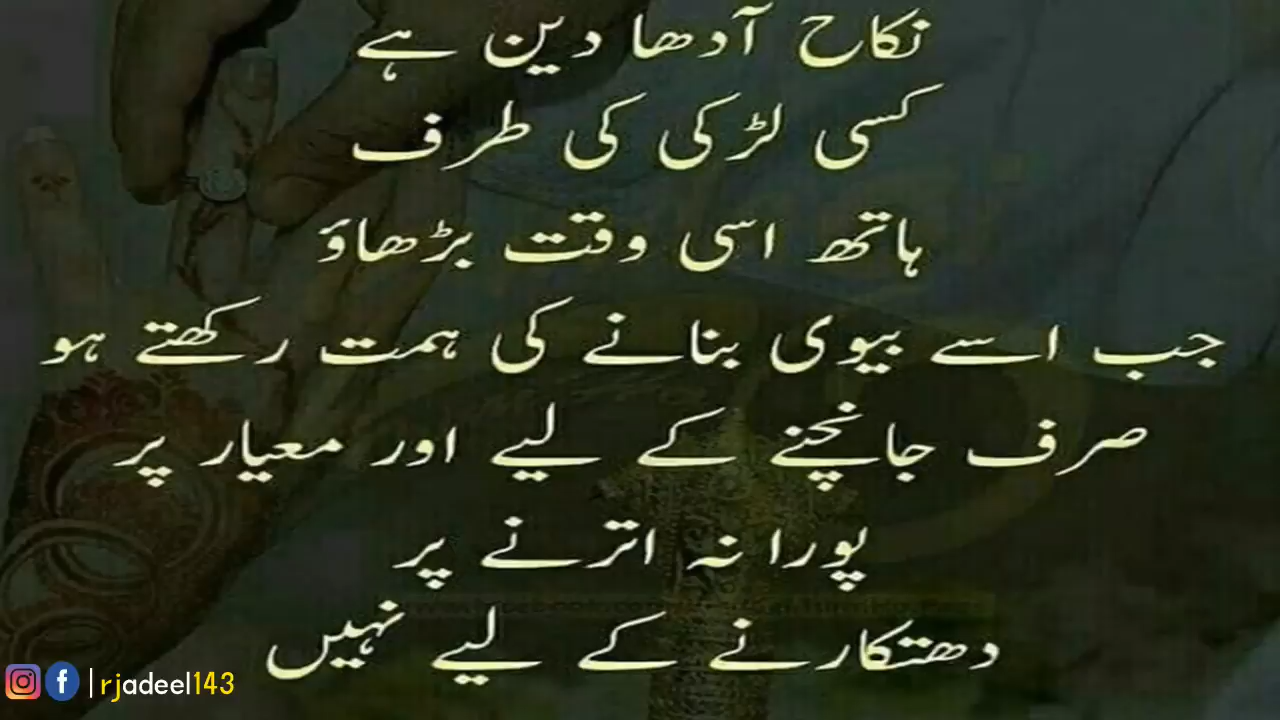 نکاح آدھا دین ہے
کسی لڑکی کی طرف
ہاتھ اسی وقت بڑھاؤ
جب اسے بیوی بنانے کی ہمت رکھتے ہو
صرف جانچنے کے لیے اور معیار پر
پورا نہ اترنے پر
دھتکارنے کے لیے نہیں
|rjadeel143